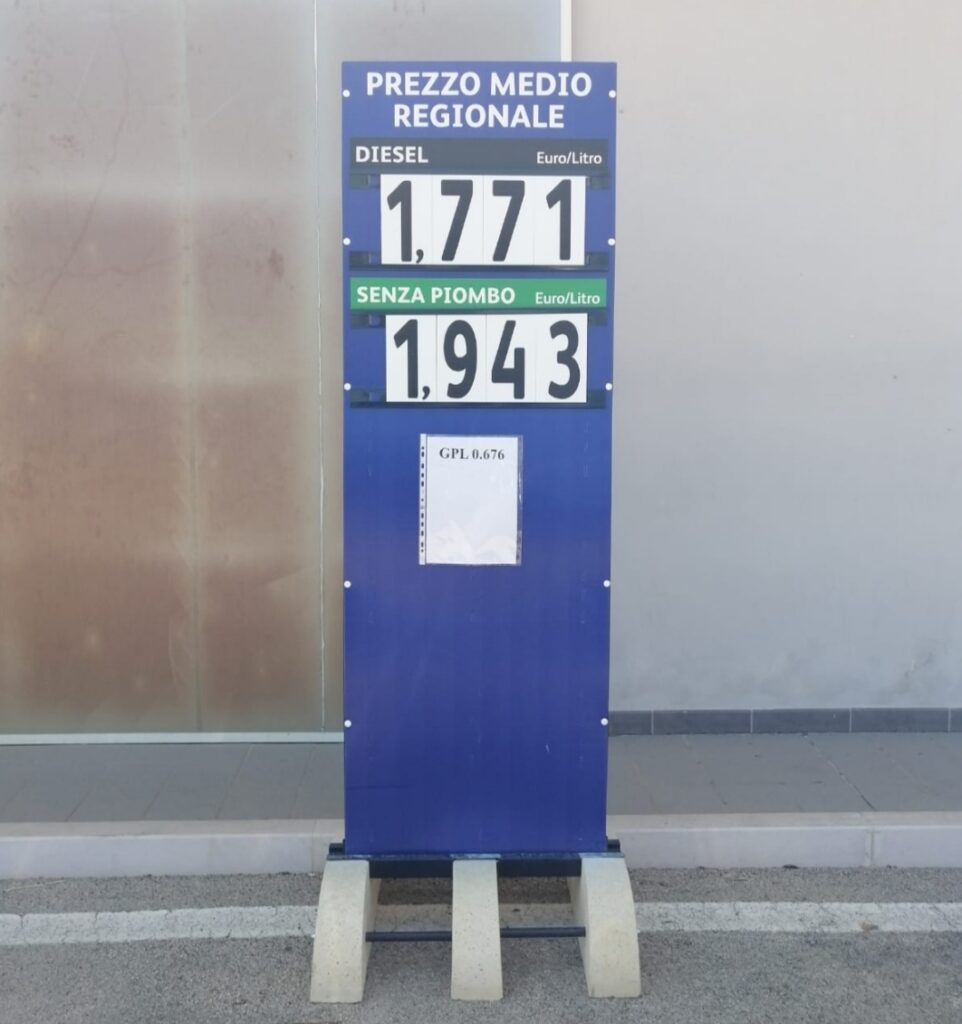 PREZZO MEDIO
REGIONALE
DIESEL Euro/Litro
1,771
SENZA PIOMBO Euro/Litro
1,943
GPL 0.676